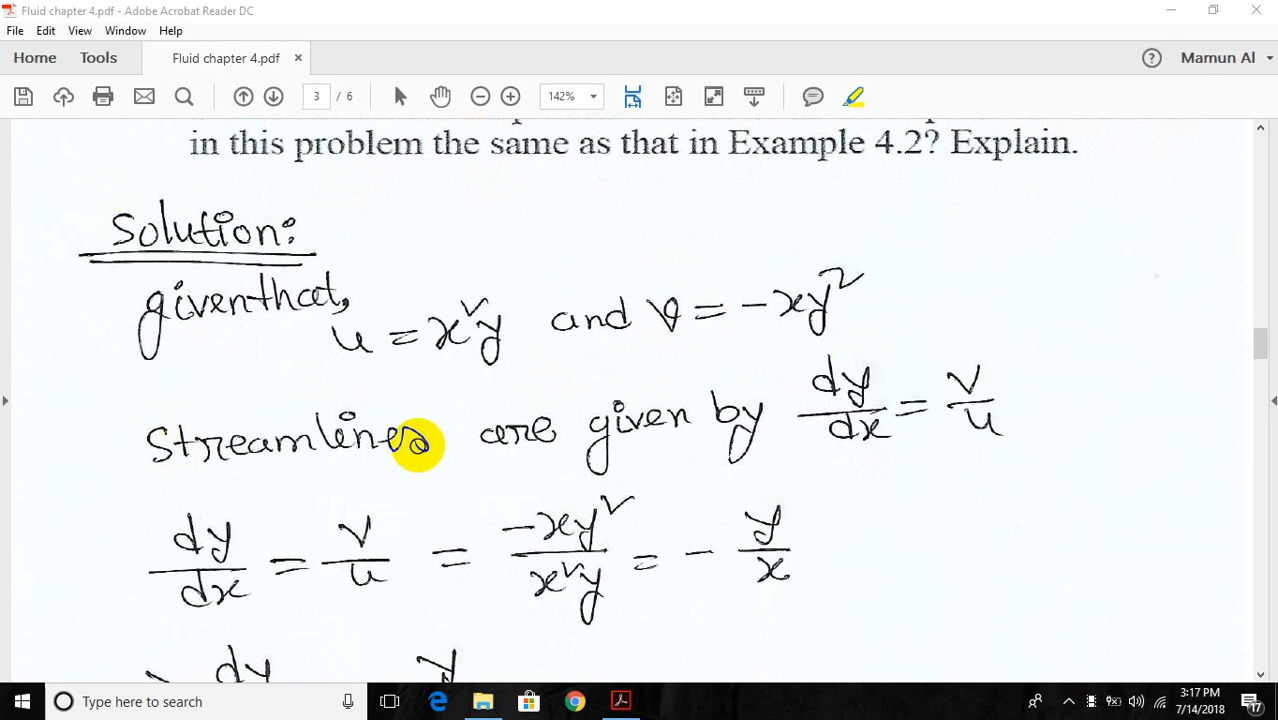 Fluid chapter 4.pdf - Adobe Acrobat Reader DC
File Edit View Window Help
Home Tools Fluid chapter 4.pdf × Mamun Al
3 / 6 142%
in this problem the same as that in Example 4.2? Explain.
Solution:
given that,
u = x²y and v = -xy²
Streamlines are given by dy/dx = v/u
dy/dx = v/u = -xy²/x²y = - y/x
dy y
Type here to search
3:17 PM
7/14/2018
17